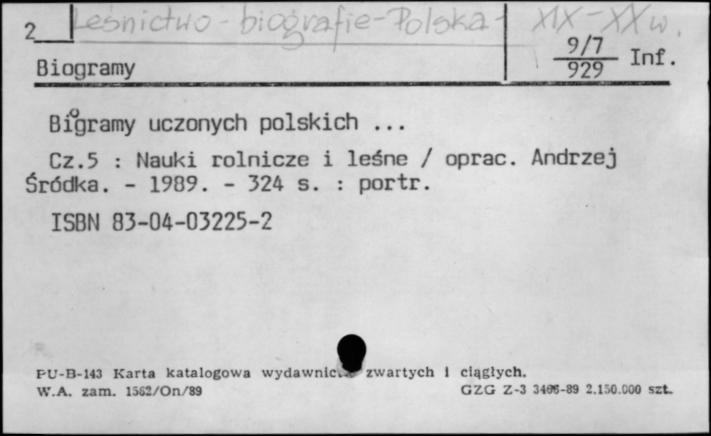 2 Leśnictwo - biografie - Polska - XIX - XX w.
Biogramy 9/7 929 Inf.
Biogramy uczonych polskich ...
Cz.5 : Nauki rolnicze i leśne / oprac. Andrzej
Śródka. - 1989. - 324 s. : portr.
ISBN 83-04-03225-2
PU-B-143 Karta katalogowa zwartych i ciągłych.
W.A. zam. 1562/On/89 GZG Z-3 -89 2.150.000 szt.